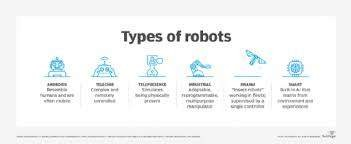 Types of robots
ANDROID
Resemble
humans and are
often mobile
TELECHIR
Complex and
remotely
controlled
TELEPRESENCE
Simulates
being physically
present
INDUSTRIAL
Adaptable,
reprogrammable,
multipurpose
manipulator
SWARM
"Insect robots"
working in fleets;
supervised by a
single controller
SMART
Built-in AI that
learns from
environment and
experiences